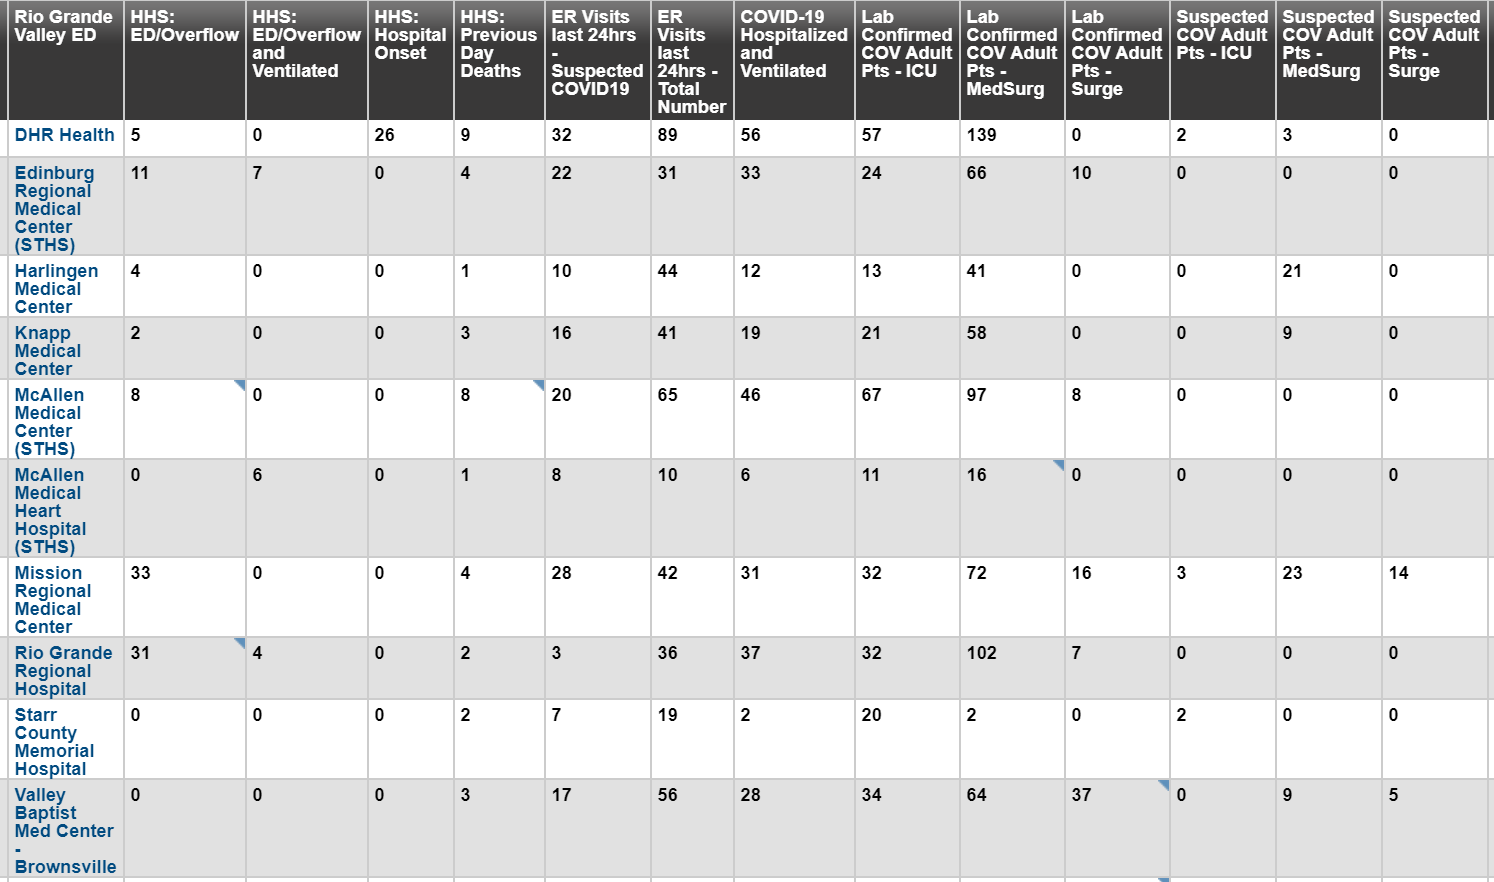 Rio Grande Valley ED | HHS: ED/Overflow | HHS: ED/Overflow and Ventilated | HHS: Hospital Onset | HHS: Previous Day Deaths | ER Visits last 24hrs - Suspected COVID19 | ER Visits last 24hrs - Total Number | COVID-19 Hospitalized and Ventilated | Lab Confirmed COV Adult Pts - ICU | Lab Confirmed COV Adult Pts - MedSurg | Lab Confirmed COV Adult Pts - Surge | Suspected COV Adult Pts - ICU | Suspected COV Adult Pts - MedSurg | Suspected COV Adult Pts - Surge
DHR Health 5 0 26 9 32 89 56 57 139 0 2 3 0
Edinburg Regional Medical Center (STHS) 11 7 0 4 22 31 33 24 66 10 0 0 0
Harlingen Medical Center 4 0 0 1 10 44 12 13 41 0 0 21 0
Knapp Medical Center 2 0 0 3 16 41 19 21 58 0 0 9 0
McAllen Medical Center (STHS) 8 0 0 8 20 65 46 67 97 8 0 0 0
McAllen Medical Heart Hospital (STHS) 0 6 0 1 8 10 6 11 16 0 0 0 0
Mission Regional Medical Center 33 0 0 4 28 42 31 32 72 16 3 23 14
Rio Grande Regional Hospital 31 4 0 2 3 36 37 32 102 7 0 0 0
Starr County Memorial Hospital 0 0 0 2 7 19 2 20 2 0 2 0 0
Valley Baptist Med Center - Brownsville 0 0 0 3 17 56 28 34 64 37 0 9 5